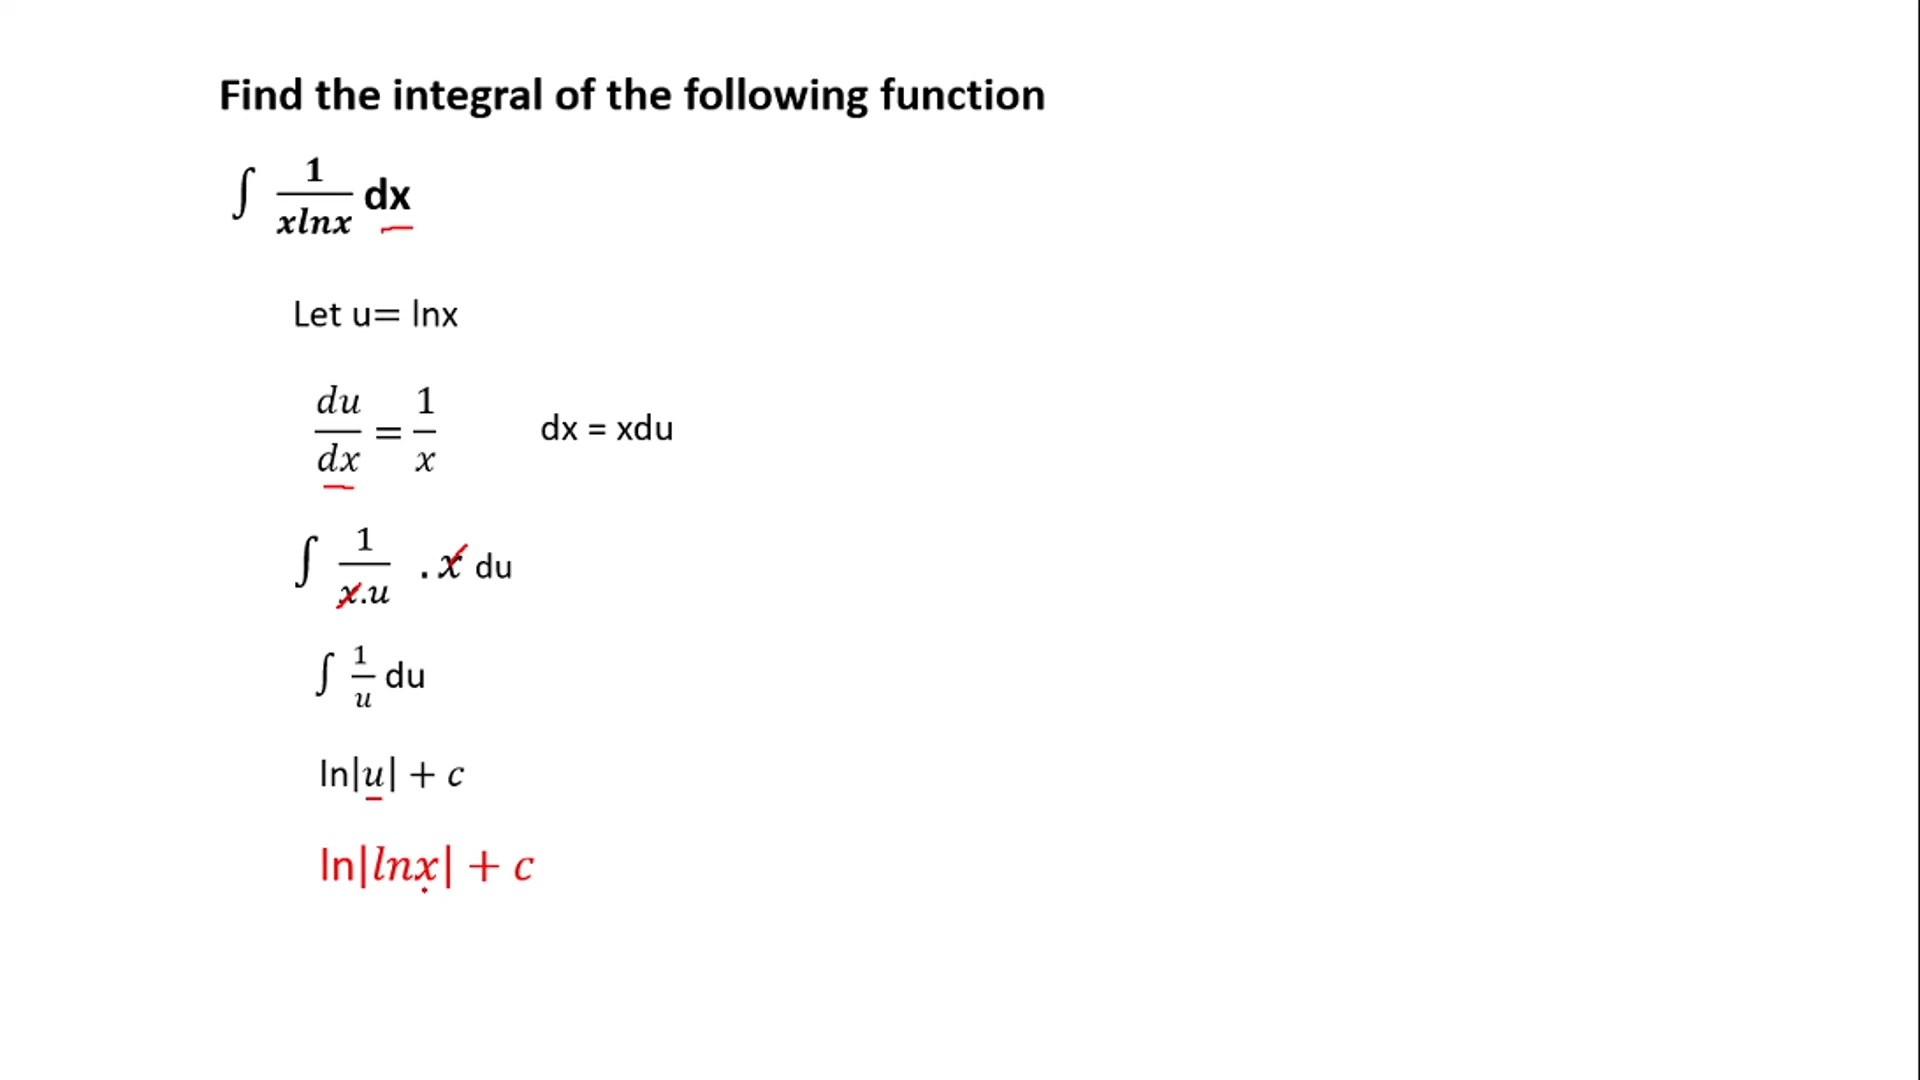 Find the integral of the following function
∫ 1/xlnx dx
Let u= lnx
du/dx = 1/x dx = xdu
∫ 1/x.u . x du
∫ 1/u du
ln|u| + c
ln|lnx| + c